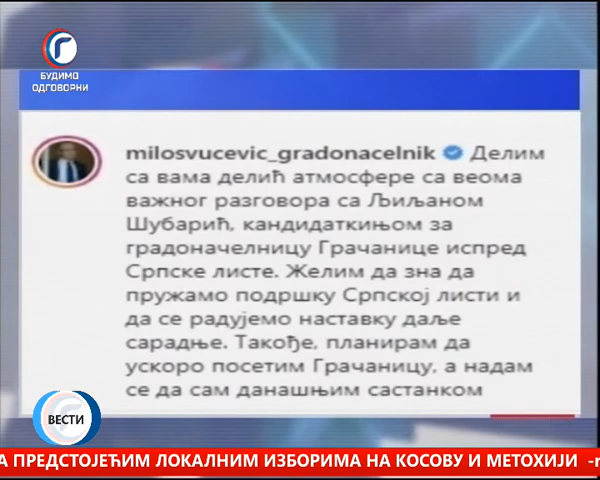 БУДИМО
ОДГОВОРНИ
milosvucevic_gradonacelnik Делим
са вама делић атмосфере са веома
важног разговора са Љиљаном
Шубарић, кандидаткињом за
градоначелницу Грачанице испред
Српске листе. Желим да зна да
пружамо подршку Српској листи и
да се радујемо наставку даље
сарадње. Такође, планирам да
ускоро посетим Грачаницу, а надам
се да сам данашњим састанком
ВЕСТИ
А ПРЕДСТОЈЕЋИМ ЛОКАЛНИМ ИЗБОРИМА НА КОСОВУ И МЕТОХИЈИ